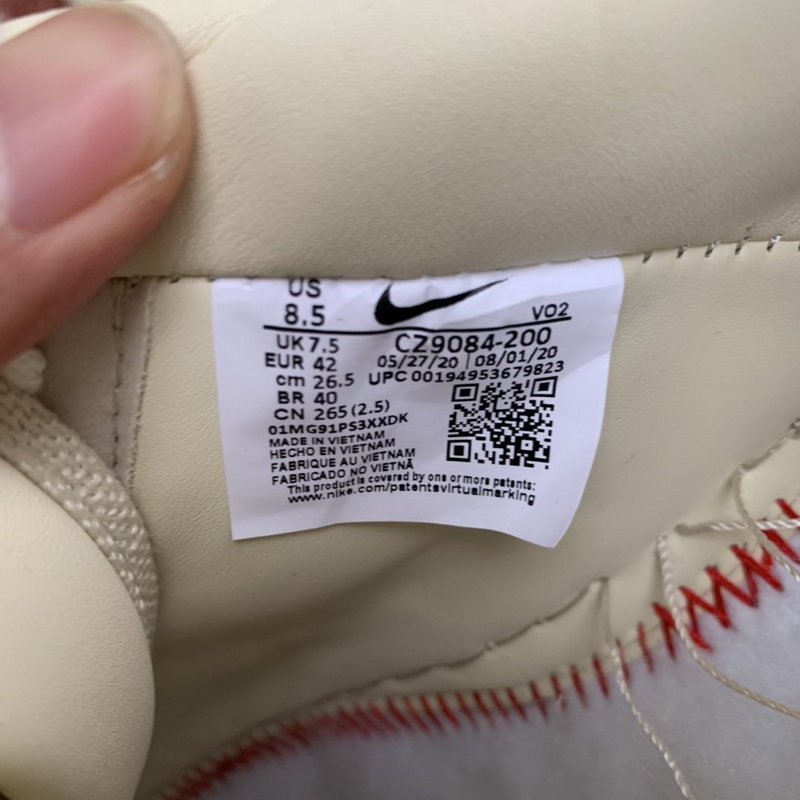 US
8.5
VO2
UK 7.5
CZ9084-200
EUR 42
05/27/20 08/01/20
cm 26.5
UPC 00194953679823
BR 40
CN 265 (2.5)
01MG91PS3XXDK
MADE IN VIETNAM
HECHO EN VIETNAM
FABRIQUE AU VIETNAM
FABRICADO NO VIETNÃ
This product is covered by one or more patents:
www.nike.com/patentsvirtualmarking